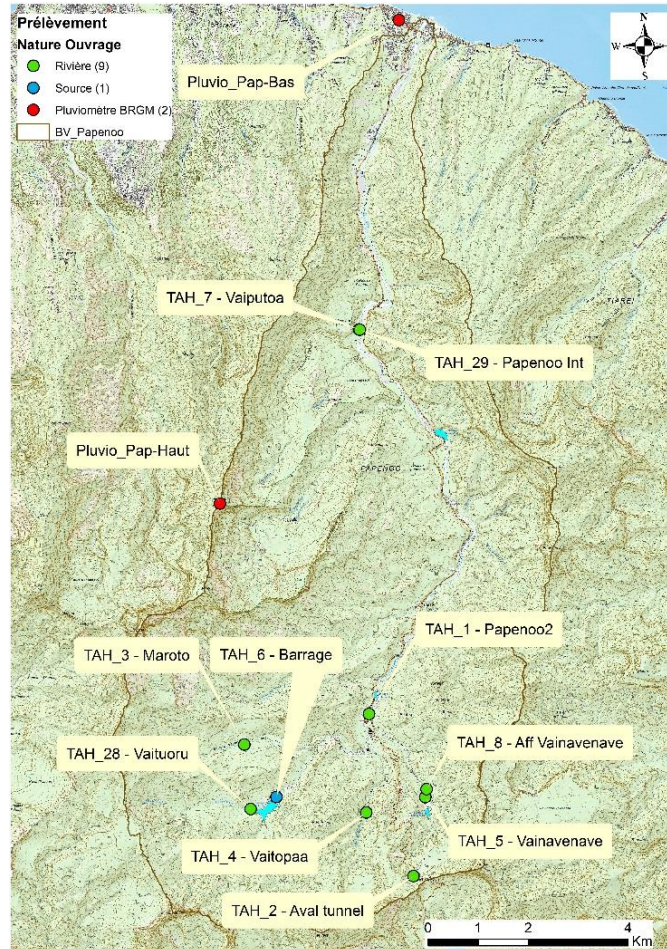 Prélèvement
Nature Ouvrage
Rivière (9)
Source (1)
Pluviomètre BRGM (2)
BV_Papenoo
N
W E
S
Pluvio_Pap-Bas
TIAREI
TAH_7 - Vaiputoa
TAH_29 - Papenoo Int
Pluvio_Pap-Haut
PAPENOO
TAH_1 - Papenoo2
TAH_3 - Maroto
TAH_6 - Barrage
TAH_28 - Vaituoru
TAH_8 - Aff Vainavenave
TAH_4 - Vaitopaa
TAH_5 - Vainavenave
TAH_2 - Aval tunnel
0 2 4
Km